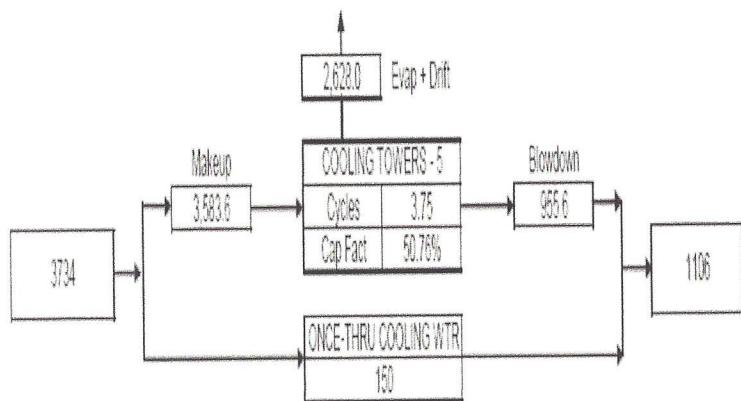 2,628.0 Evap + Drift
Makeup
COOLING TOWERS - 5
Blowdown
3,583.6
Cycles 3.75
955.6
Cap Fact 50.76%
3734
1106
ONCE-THRU COOLING WTR
150